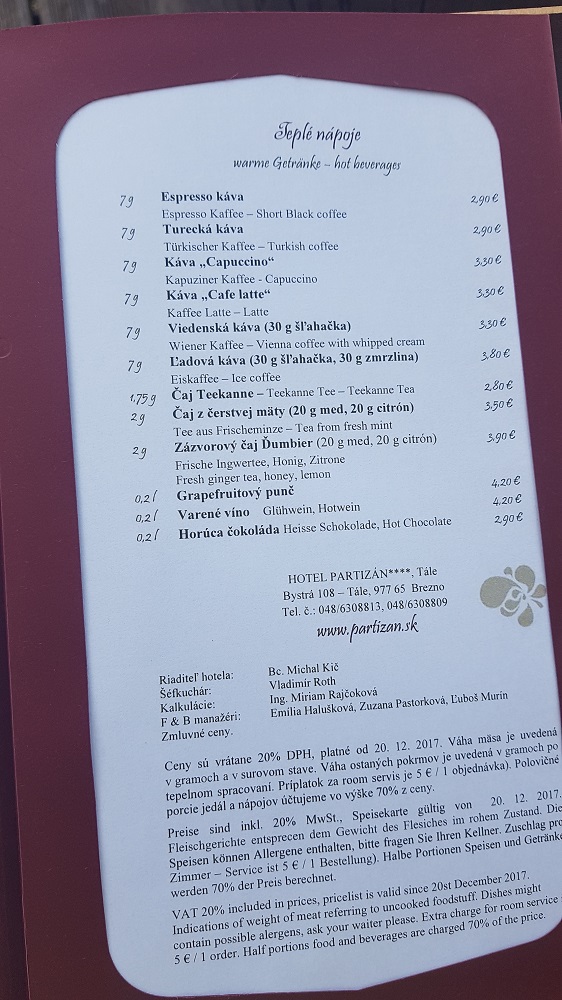 Teplé nápoje
warme Getränke – hot beverages
7 g Espresso káva 2,90 €
Espresso Kaffee – Short Black coffee
7 g Turecká káva 2,90 €
Türkischer Kaffee – Turkish coffee
7 g Káva „Capuccino“ 3,30 €
Kapuziner Kaffee - Capuccino
7 g Káva „Cafe latte“ 3,30 €
Kaffee Latte – Latte
7 g Viedenská káva (30 g šľahačka) 3,30 €
Wiener Kaffee – Vienna coffee with whipped cream
7 g Ľadová káva (30 g šľahačka, 30 g zmrzlina) 3,80 €
Eiskaffee – Ice coffee
1,75 g Čaj Teekanne – Teekanne Tee – Teekanne Tea 2,80 €
2 g Čaj z čerstvej mäty (20 g med, 20 g citrón) 3,50 €
Tee aus Frischeminze – Tea from fresh mint
2 g Zázvorový čaj Ďumbier (20 g med, 20 g citrón) 3,90 €
Frische Ingwertee, Honig, Zitrone
Fresh ginger tea, honey, lemon
0,2 l Grapefruitový punč 4,20 €
0,2 l Varené víno Glühwein, Hotwein 4,20 €
0,2 l Horúca čokoláda Heisse Schokolade, Hot Chocolate 2,90 €
HOTEL PARTIZÁN****, Tále
Bystrá 108 – Tále, 977 65 Brezno
Tel. č.: 048/6308813, 048/6308809
www.partizan.sk
Riaditeľ hotela: Bc. Michal Kič
Šéfkuchár: Vladimír Roth
Kalkulácie: Ing. Miriam Rajčoková
F & B manažéri: Emília Halušková, Zuzana Pastorková, Ľuboš Murín
Zmluvné ceny.
Ceny sú vrátane 20% DPH, platné od 20. 12. 2017. Váha mäsa je uvedená
v gramoch a v surovom stave. Váha ostaných pokrmov je uvedená v gramoch po
tepelnom spracovaní. Príplatok za room servis je 5 € / 1 objednávka). Polovičné
porcie jedál a nápojov účtujeme vo výške 70% z ceny.
Preise sind inkl. 20% MwSt., Speisekarte gültig von 20. 12. 2017.
Fleischgerichte entsprecen dem Gewicht des Flesiches im rohem Zustand. Die
Speisen können Allergene enthalten, bitte fragen Sie Ihren Kellner. Zuschlag pro
Zimmer – Service ist 5 € / 1 Bestellung). Halbe Portionen Speisen und Getränke
werden 70% der Preis berechnet.
VAT 20% included in prices, pricelist is valid since 20st December 2017.
Indications of weight of meat referring to uncooked foodstuff. Dishes might
contain possible alergens, ask your waiter please. Extra charge for room service
5 € / 1 order. Half portions food and beverages are charged 70% of the price.